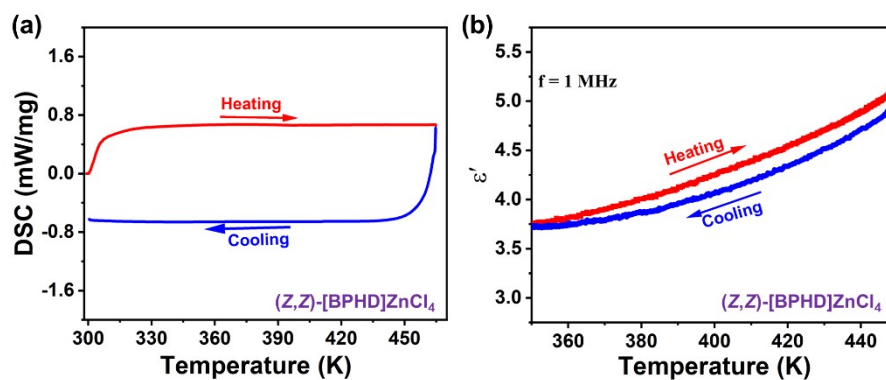 (a)
DSC (mW/mg)
1.6
0.8
0.0
-0.8
-1.6
Heating
Cooling
(Z,Z)-[BPHD]ZnCl4
300 330 360 390 420 450
Temperature (K)
(b)
ε'
5.5
5.0
4.5
4.0
3.5
3.0
f = 1 MHz
Heating
Cooling
(Z,Z)-[BPHD]ZnCl4
360 380 400 420 440
Temperature (K)